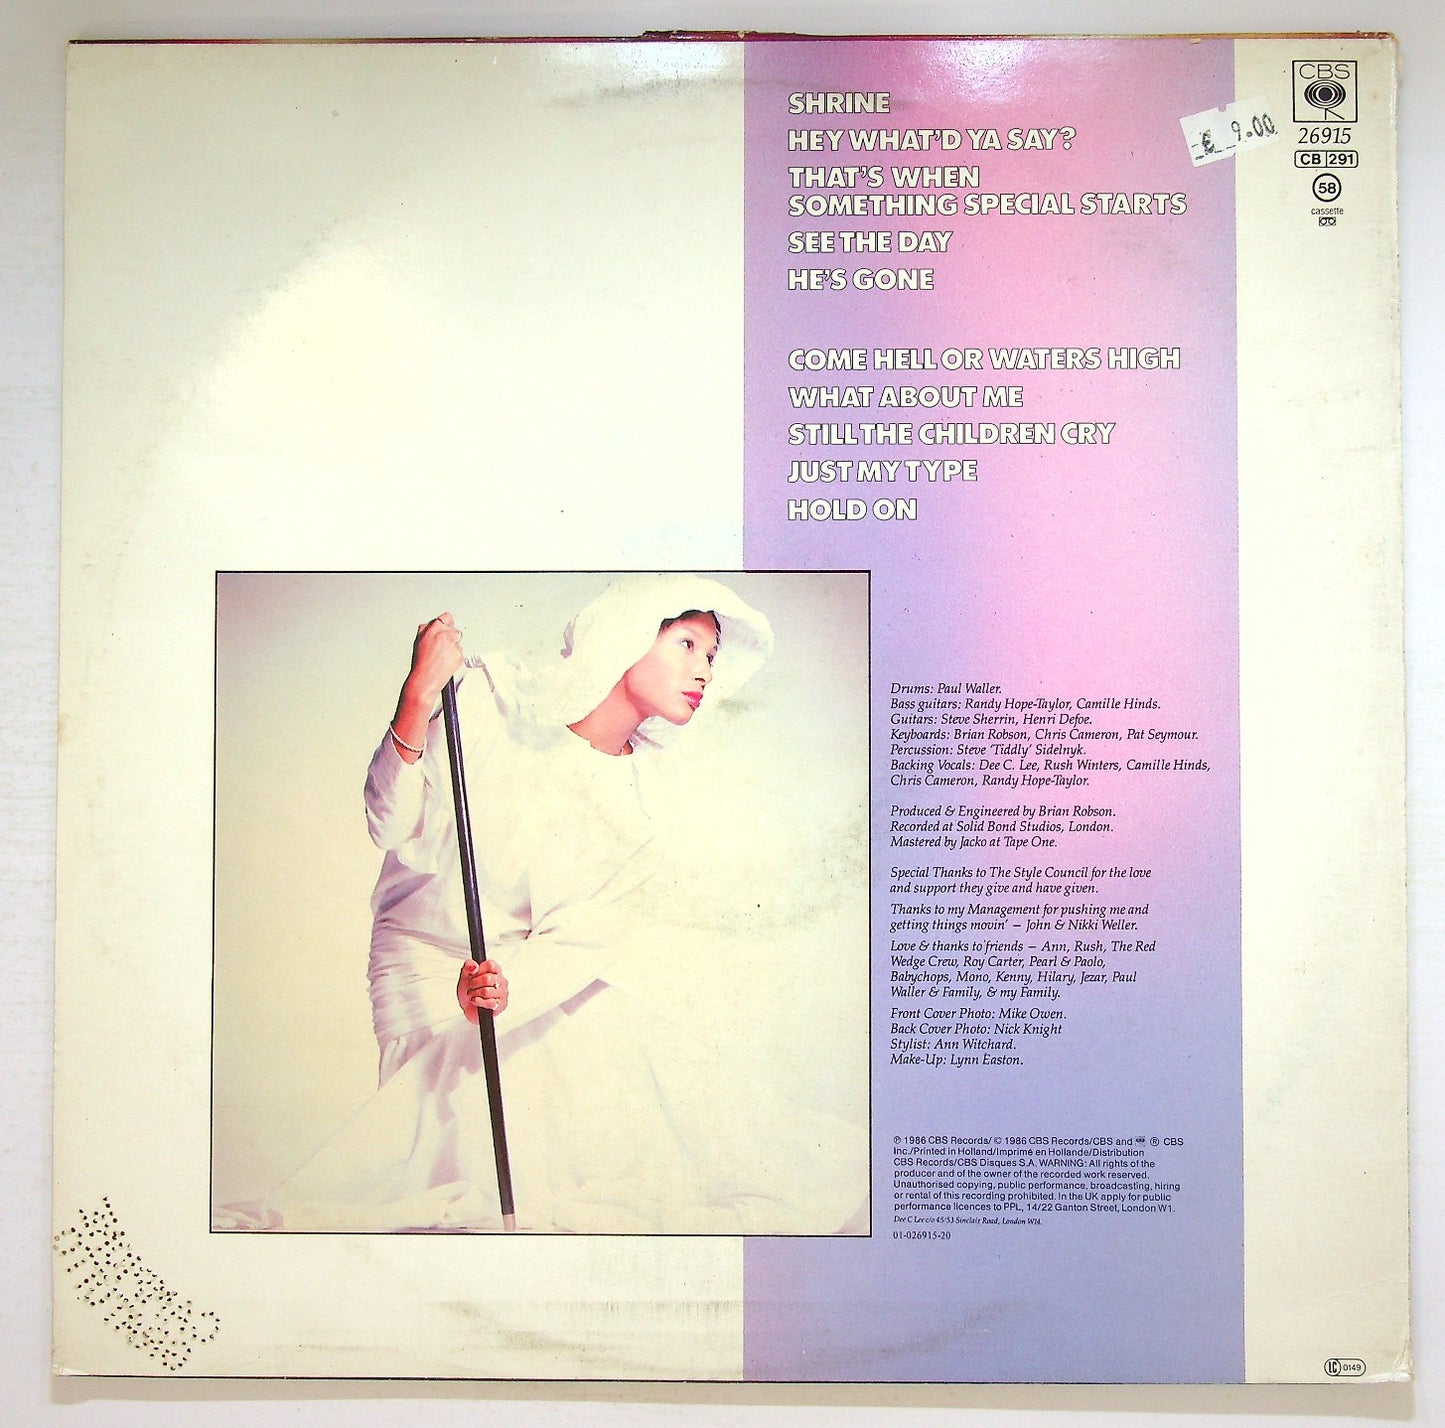 SHRINE
HEY WHAT'D YA SAY?
THAT'S WHEN
SOMETHING SPECIAL STARTS
SEE THE DAY
HE'S GONE
COME HELL OR WATERS HIGH
WHAT ABOUT ME
STILL THE CHILDREN CRY
JUST MY TYPE
HOLD ON
€ 9.00
CBS
26915
CB 291
58
cassette
Drums: Paul Waller.
Bass guitars: Randy Hope-Taylor, Camille Hinds.
Guitars: Steve Sherrin, Henri Defoe.
Keyboards: Brian Robson, Chris Cameron, Pat Seymour.
Percussion: Steve 'Tiddly' Sidelnyk.
Backing Vocals: Dee C. Lee, Rush Winters, Camille Hinds,
Chris Cameron, Randy Hope-Taylor.
Produced & Engineered by Brian Robson.
Recorded at Solid Bond Studios, London.
Mastered by Jacko at Tape One.
Special Thanks to The Style Council for the love
and support they give and have given.
Thanks to my Management for pushing me and
getting things movin' – John & Nikki Weller.
Love & thanks to friends – Ann, Rush, The Red
Wedge Crew, Roy Carter, Pearl & Paolo,
Babychops, Mono, Kenny, Hilary, Jezar, Paul
Waller & Family, & my Family.
Front Cover Photo: Mike Owen.
Back Cover Photo: Nick Knight
Stylist: Ann Witchard.
Make-Up: Lynn Easton.
℗ 1986 CBS Records/ © 1986 CBS Records/CBS and ® CBS
Inc./Printed in Holland/Imprimé en Hollande/Distribution
CBS Records/CBS Disques S.A. WARNING: All rights of the
producer and of the owner of the recorded work reserved.
Unauthorised copying, public performance, broadcasting, hiring
or rental of this recording prohibited. In the UK apply for public
performance licences to PPL, 14/22 Ganton Street, London W1.
Dee C Lee c/o 45/53 Sinclair Road, London W14.
01-026915-20
LC 0149